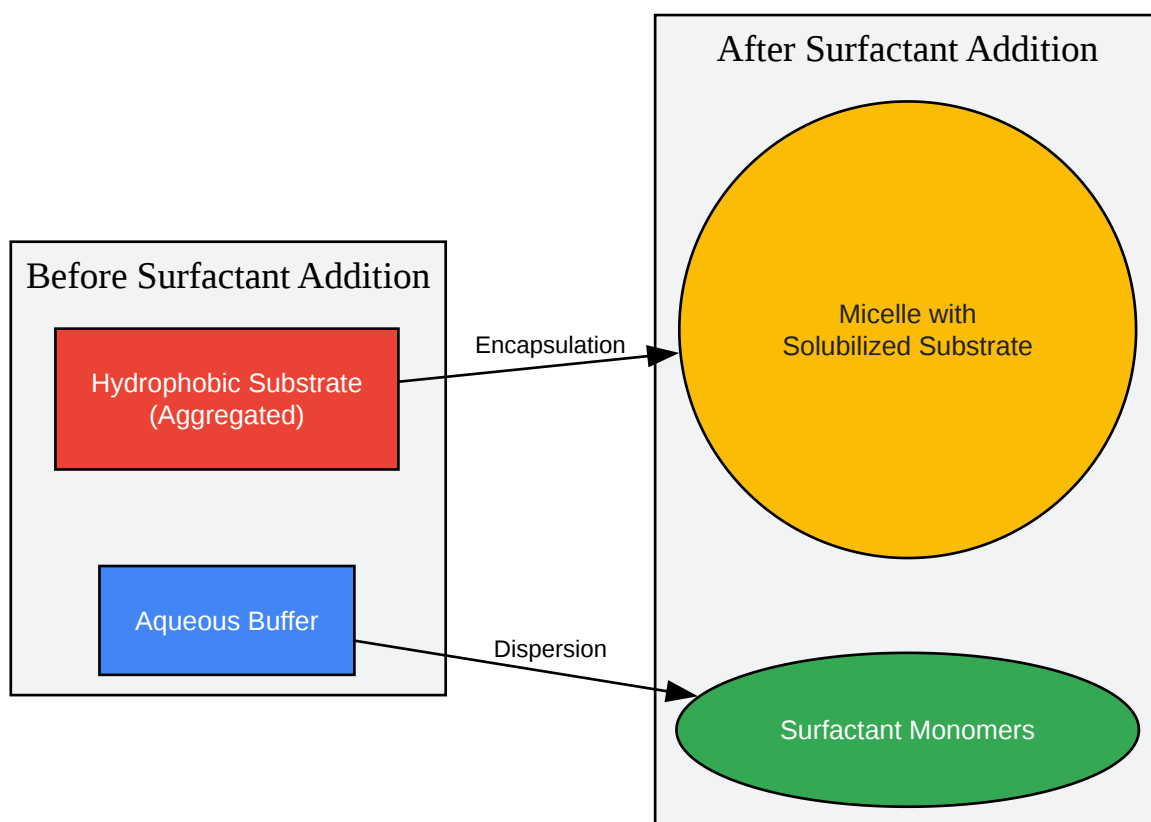 Before Surfactant Addition
Hydrophobic Substrate
(Aggregated)
Aqueous Buffer
Encapsulation
Dispersion
After Surfactant Addition
Micelle with
Solubilized Substrate
Surfactant Monomers